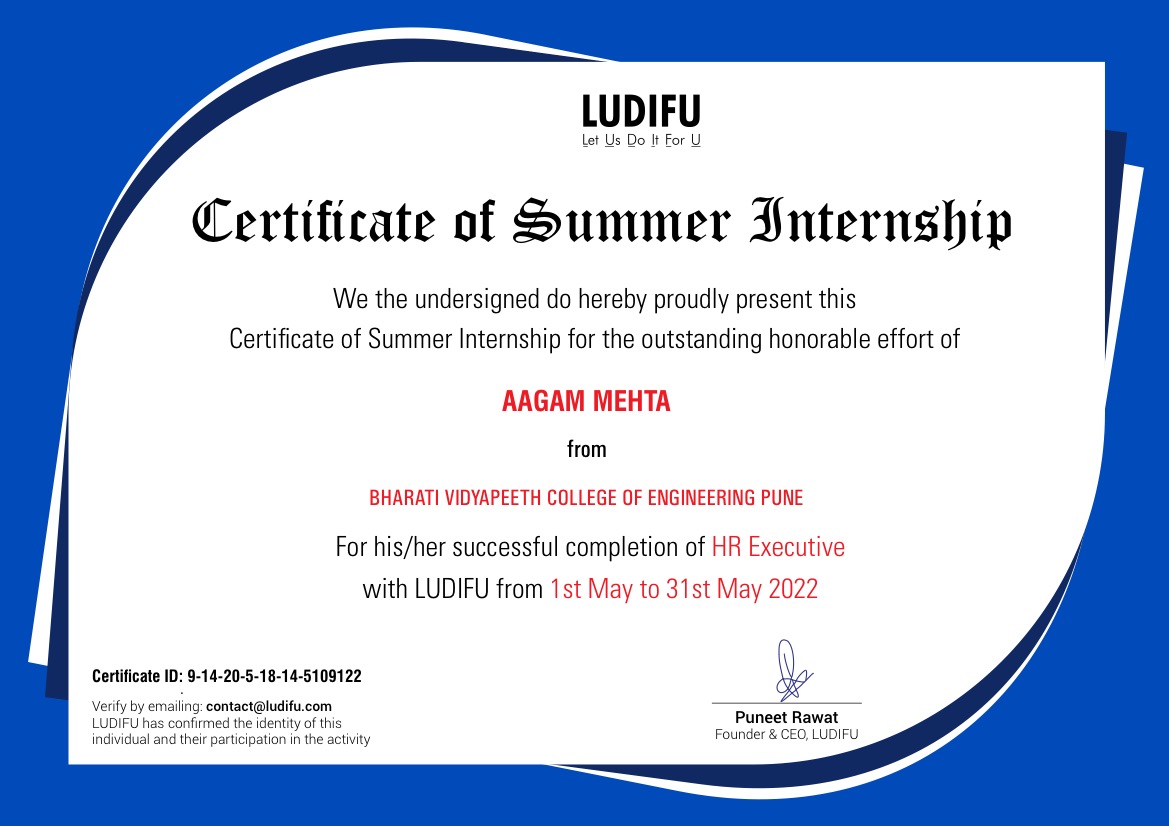 LUDIFU
Let Us Do It For U
Certificate of Summer Internship
We the undersigned do hereby proudly present this
Certificate of Summer Internship for the outstanding honorable effort of
AAGAM MEHTA
from
BHARATI VIDYAPEETH COLLEGE OF ENGINEERING PUNE
For his/her successful completion of HR Executive
with LUDIFU from 1st May to 31st May 2022
Certificate ID: 9-14-20-5-18-14-5109122
.
Verify by emailing: contact@ludifu.com
LUDIFU has confirmed the identity of this
individual and their participation in the activity
Puneet Rawat
Founder & CEO, LUDIFU